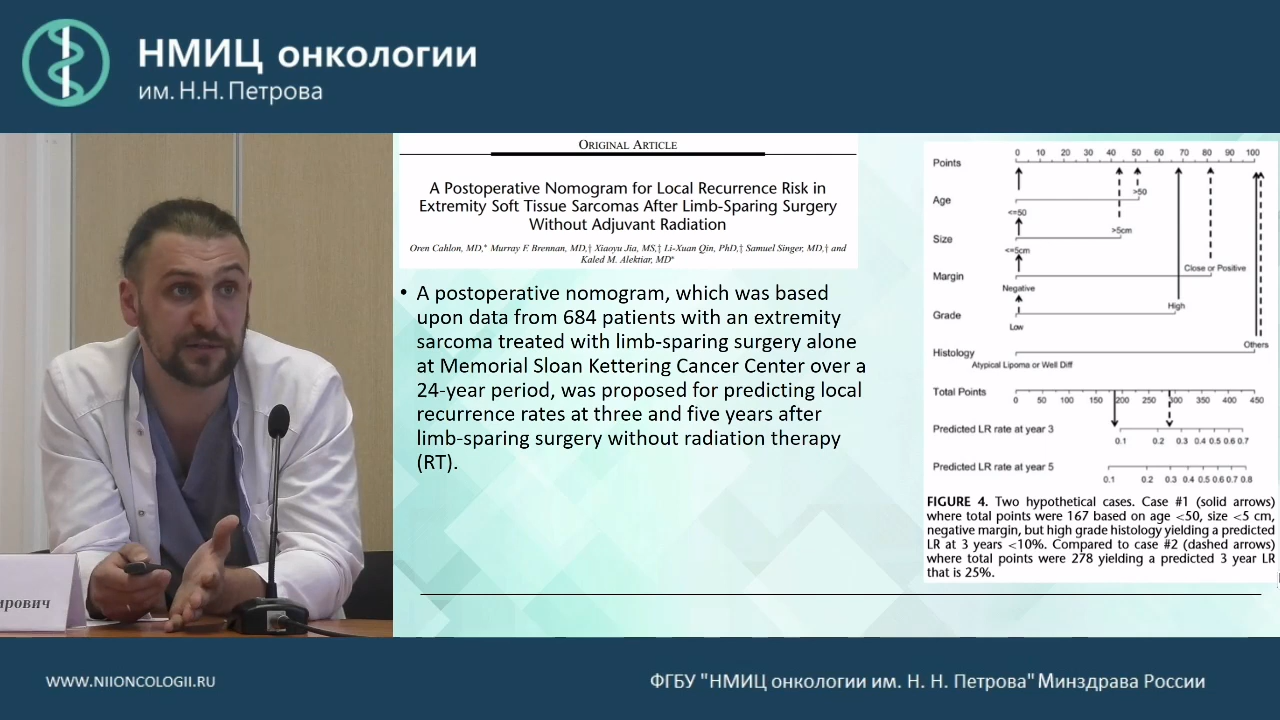 НМИЦ онкологии
им. Н.Н. Петрова
ORIGINAL ARTICLE
A Postoperative Nomogram for Local Recurrence Risk in
Extremity Soft Tissue Sarcomas After Limb-Sparing Surgery
Without Adjuvant Radiation
Oren Cahlon, MD,* Murray F. Brennan, MD,† Xiaoyu Jia, MS,‡ Li-Xuan Qin, PhD,‡ Samuel Singer, MD,† and
Kaled M. Alektiar, MD*
• A postoperative nomogram, which was based
upon data from 684 patients with an extremity
sarcoma treated with limb-sparing surgery alone
at Memorial Sloan Kettering Cancer Center over a
24-year period, was proposed for predicting local
recurrence rates at three and five years after
limb-sparing surgery without radiation therapy
(RT).
Points 0 10 20 30 40 50 60 70 80 90 100
Age
<=50 >50
Size
<=5cm >5cm
Margin
Negative Close or Positive
Grade
Low High
Histology
Atypical Lipoma or Well Diff Others
Total Points
0 50 100 150 200 250 300 350 400 450
Predicted LR rate at year 3
0.1 0.2 0.3 0.4 0.5 0.6 0.7
Predicted LR rate at year 5
0.1 0.2 0.3 0.4 0.5 0.6 0.7 0.8
FIGURE 4. Two hypothetical cases. Case #1 (solid arrows)
where total points were 167 based on age <50, size <5 cm,
negative margin, but high grade histology yielding a predicted
LR at 3 years <10%. Compared to case #2 (dashed arrows)
where total points were 278 yielding a predicted 3 year LR
that is 25%.
ирович
WWW.NIIONCOLOGII.RU
ФГБУ "НМИЦ онкологии им. Н. Н. Петрова" Минздрава России